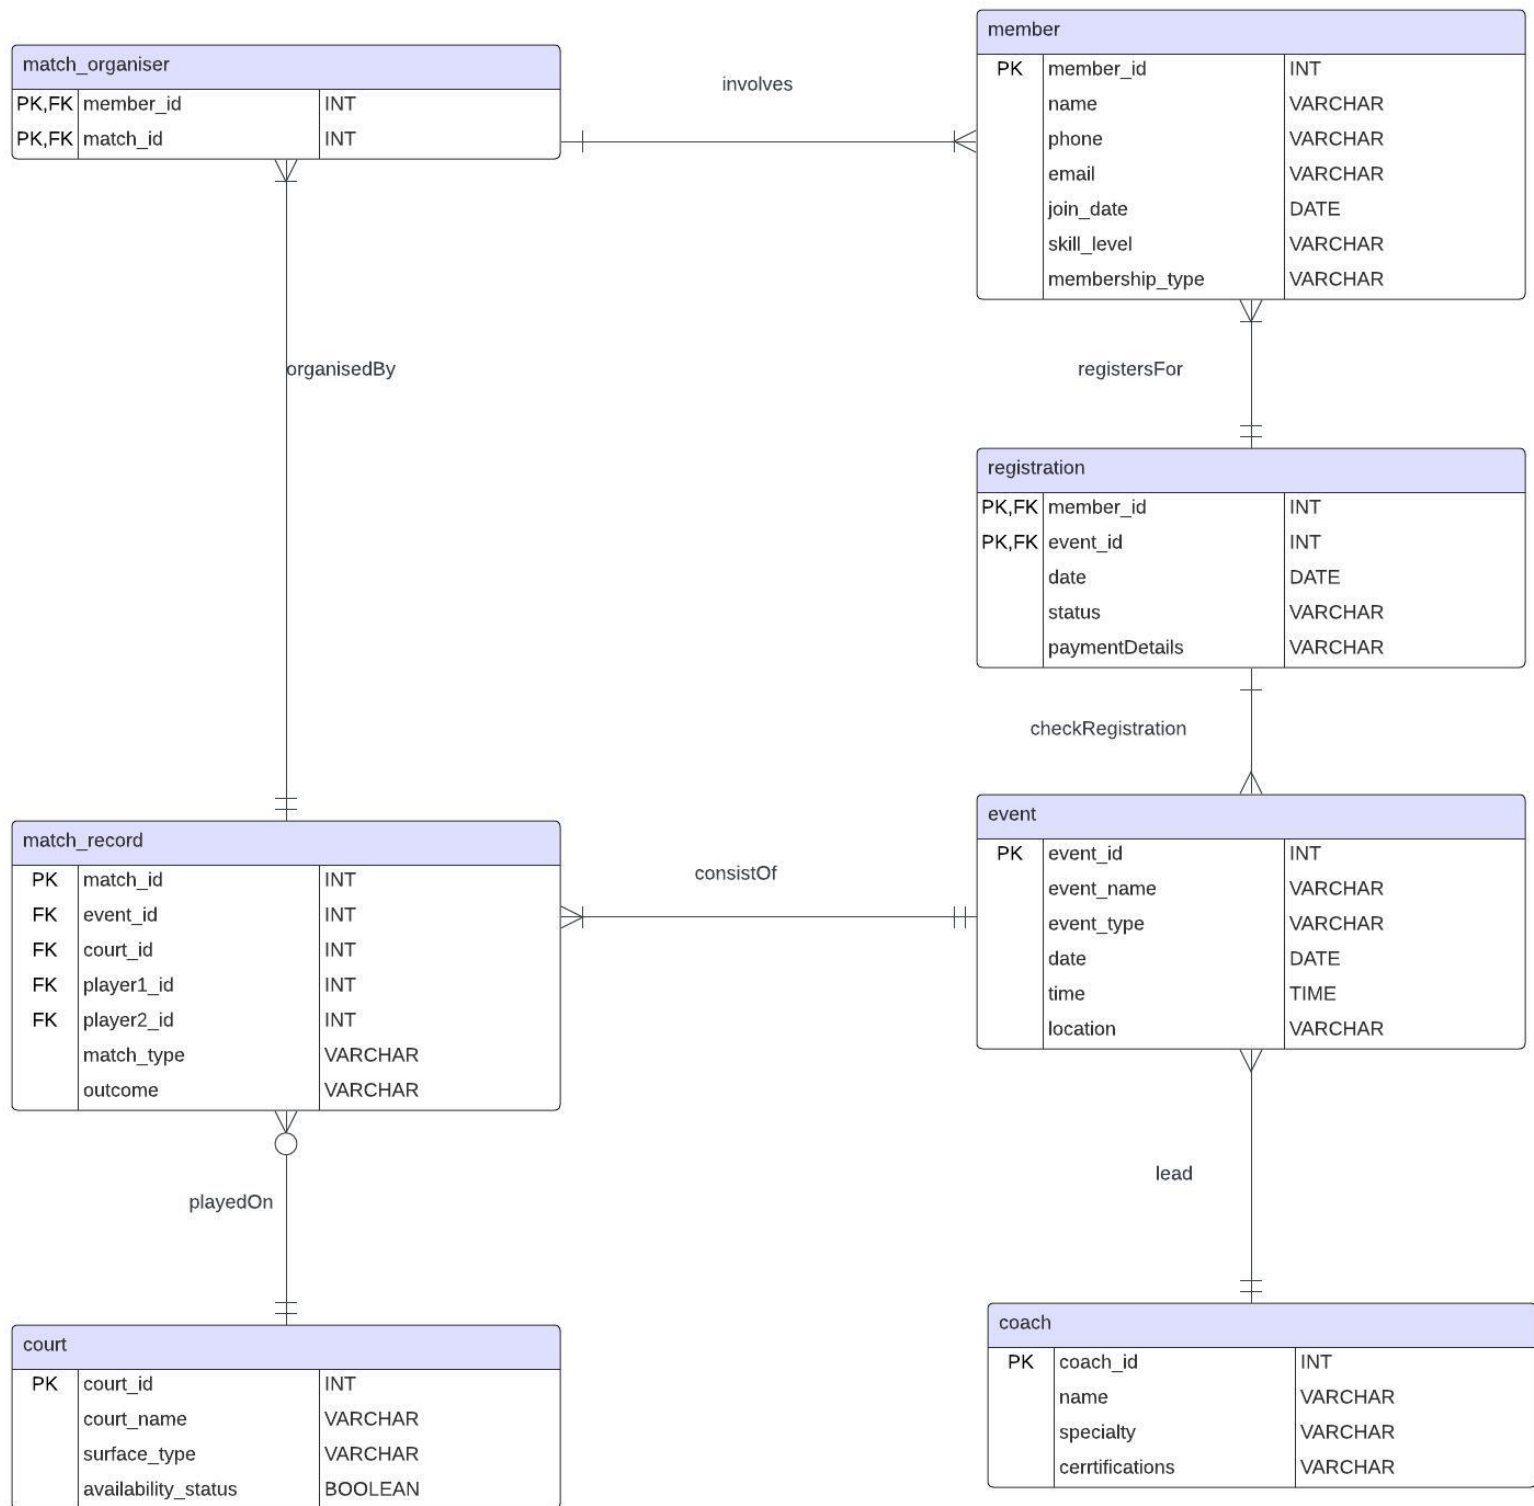 match_organiser
PK,FK member_id INT
PK,FK match_id INT
involves
member
PK member_id INT
name VARCHAR
phone VARCHAR
email VARCHAR
join_date DATE
skill_level VARCHAR
membership_type VARCHAR
organisedBy
registersFor
registration
PK,FK member_id INT
PK,FK event_id INT
date DATE
status VARCHAR
paymentDetails VARCHAR
checkRegistration
match_record
PK match_id INT
FK event_id INT
FK court_id INT
FK player1_id INT
FK player2_id INT
match_type VARCHAR
outcome VARCHAR
consistOf
event
PK event_id INT
event_name VARCHAR
event_type VARCHAR
date DATE
time TIME
location VARCHAR
playedOn
lead
court
PK court_id INT
court_name VARCHAR
surface_type VARCHAR
availability_status BOOLEAN
coach
PK coach_id INT
name VARCHAR
specialty VARCHAR
cerrtifications VARCHAR